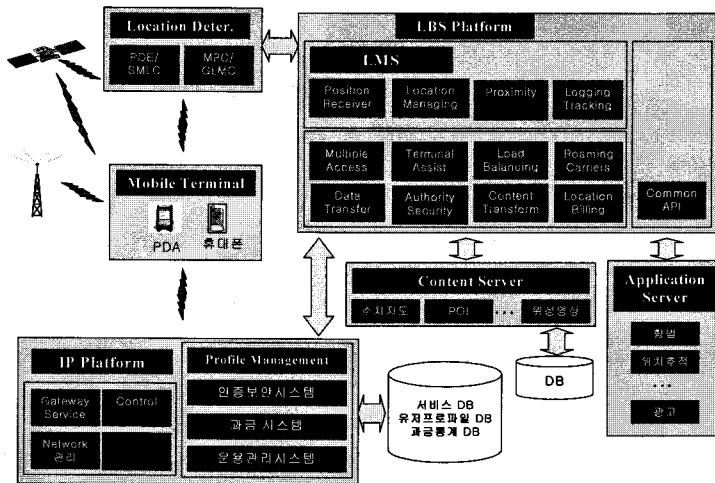 Location Deter.
PDE/
SMLC
MPC/
GLMC
LBS Platform
LMS
Position
Receiver
Location
Managing
Proximity
Logging
Tracking
Multiple
Access
Terminal
Assist
Load
Balancing
Roaming
Carriers
Data
Transfer
Authority
Security
Content
Transform
Location
Billing
Common
API
Mobile Terminal
PDA
휴대폰
Content Server
수치지도
POI
...
위성영상
DB
Application
Server
항법
위치추적
...
광고
IP Platform
Gateway
Service
Control
Network
관리
Profile Management
인증보안시스템
과금 시스템
운용관리시스템
서비스 DB
유저프로파일 DB
과금통계 DB